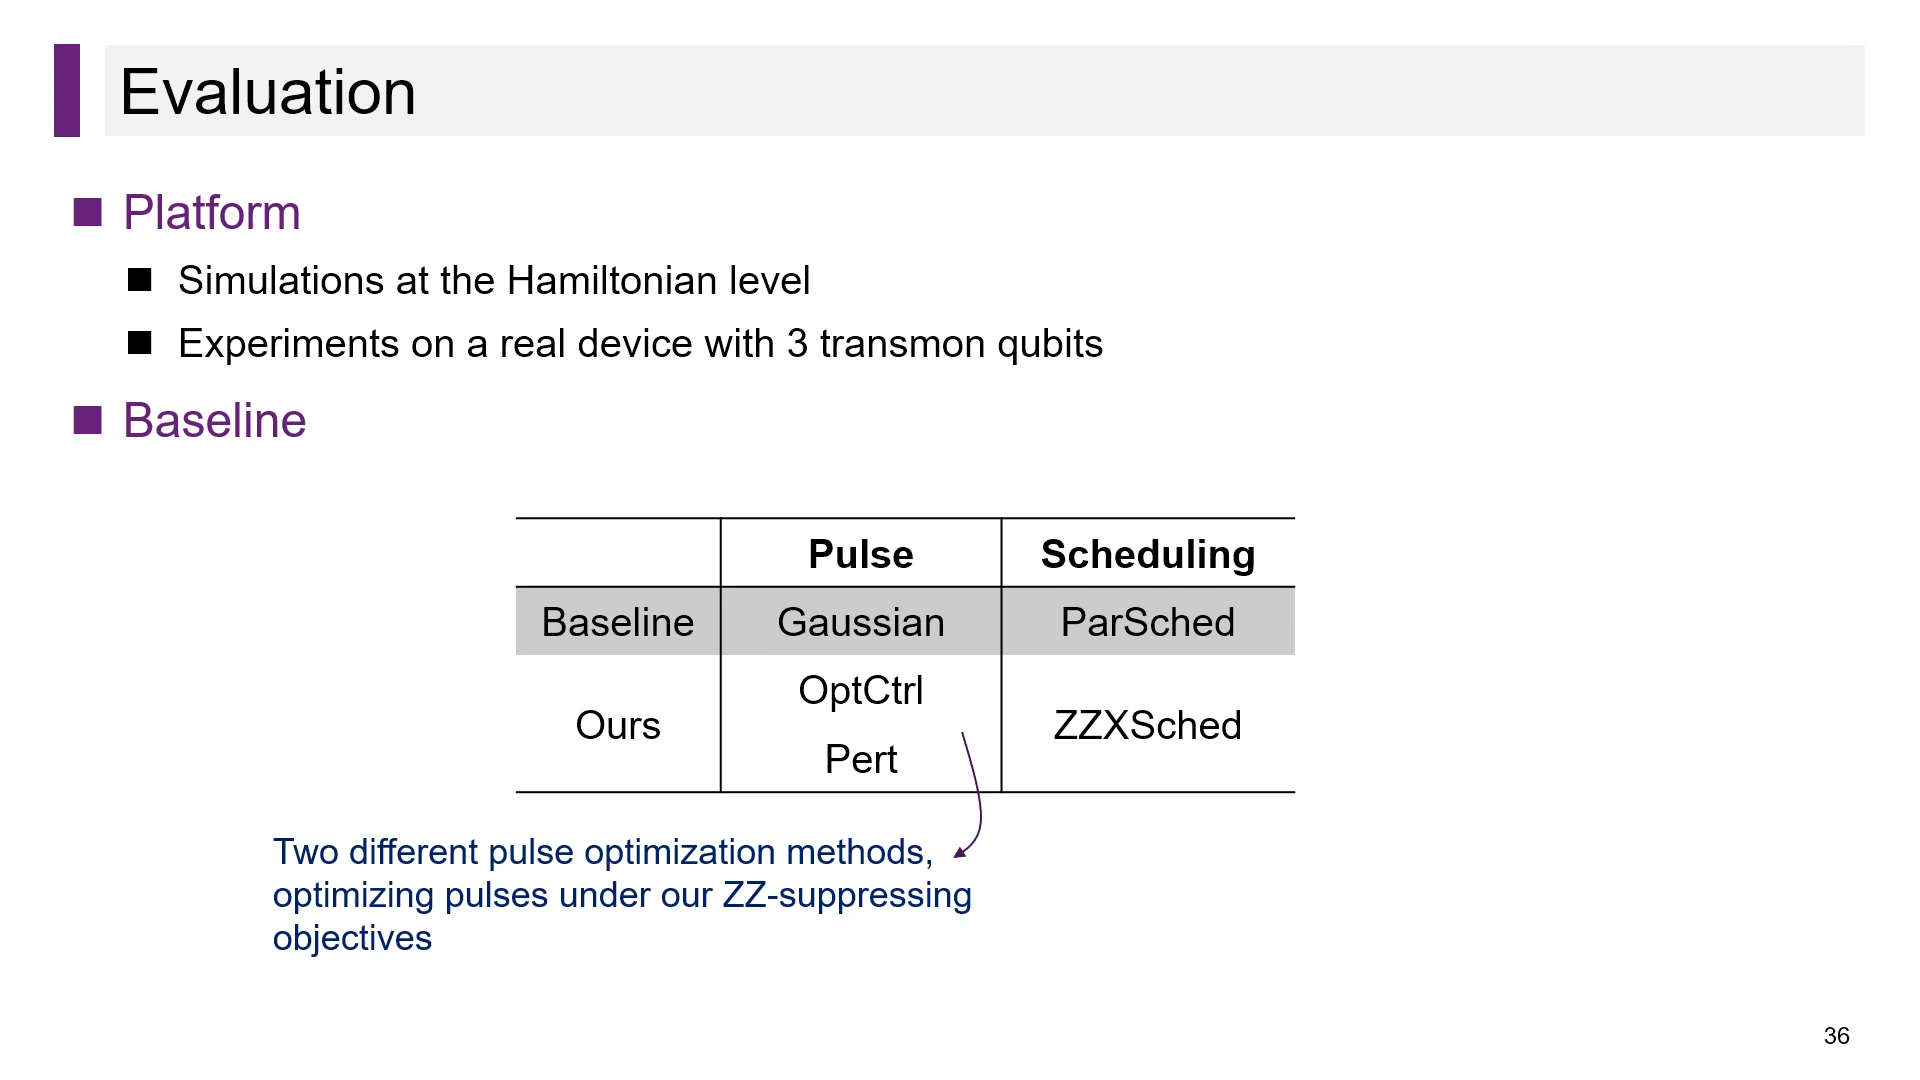 Evaluation
Platform
Simulations at the Hamiltonian level
Experiments on a real device with 3 transmon qubits
Baseline
Pulse Scheduling
Baseline Gaussian ParSched
Ours OptCtrl ZZXSched
Pert
Two different pulse optimization methods,
optimizing pulses under our ZZ-suppressing
objectives
36